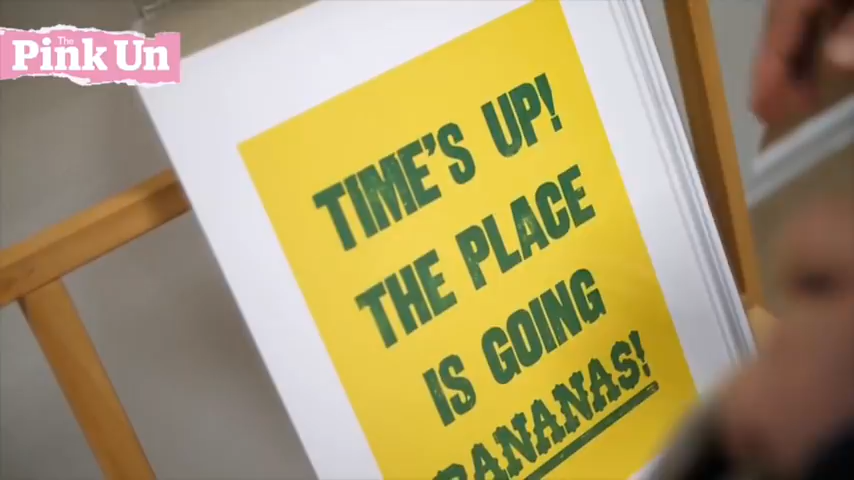 The
Pink Un
TIME'S UP!
THE PLACE
IS GOING
BANANAS!